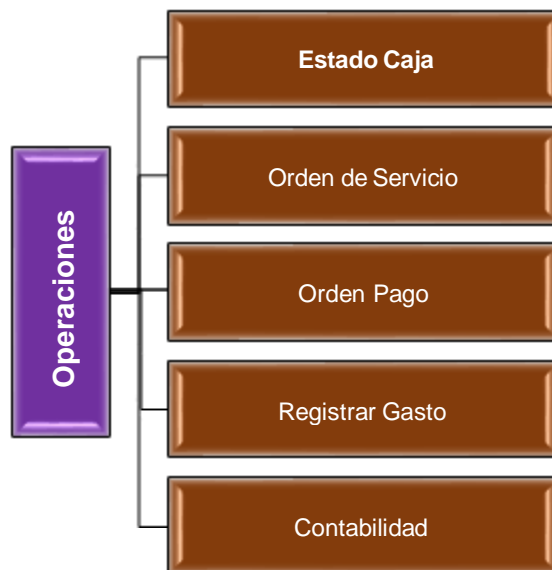 Operaciones
Estado Caja
Orden de Servicio
Orden Pago
Registrar Gasto
Contabilidad